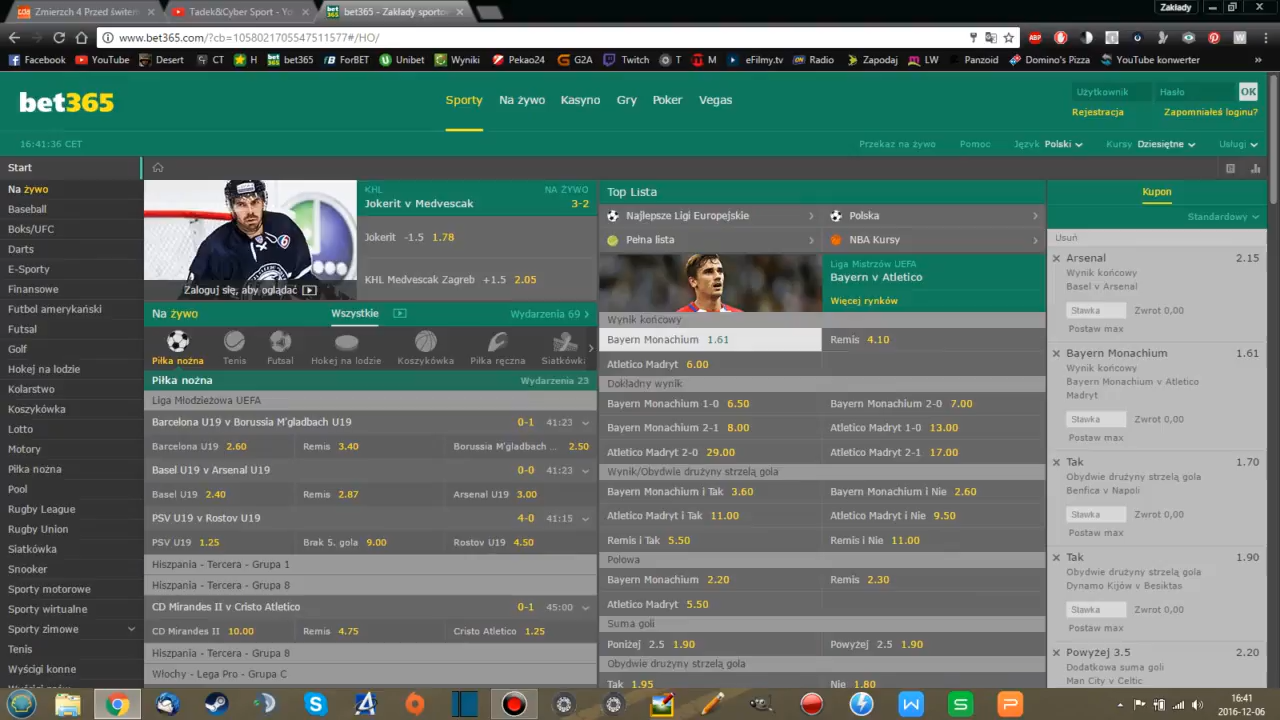 Zmierzch 4 Przed świtem
Tadek&Cyber Sport - Yo
bet365 - Zakłady sporto
Zakłady
www.bet365.com/?cb=1058021705547511577#/HO/
Facebook YouTube Desert CT H bet365 ForBET Unibet Wyniki Pekao24 G2A Twitch T M eFilmy.tv Radio Zapodaj LW Panzoid Domino's Pizza YouTube konwerter »
bet365
Sporty Na żywo Kasyno Gry Poker Vegas
Użytkownik Hasło OK
Rejestracja Zapomniałeś loginu?
16:41:36 CET
Przekaz na żywo Pomoc Język Polski Kursy Dziesiętne Usługi
Start
Na żywo
Baseball
Boks/UFC
Darts
E-Sporty
Finansowe
Futbol amerykański
Futsal
Golf
Hokej na lodzie
Kolarstwo
Koszykówka
Lotto
Motory
Piłka nożna
Pool
Rugby League
Rugby Union
Siatkówka
Snooker
Sporty motorowe
Sporty wirtualne
Sporty zimowe
Tenis
Wyścigi konne
Zaloguj się, aby oglądać
KHL NA ŻYWO
Jokerit v Medvescak 3-2
Jokerit -1.5 1.78
KHL Medvescak Zagreb +1.5 2.05
Na żywo Wszystkie Wydarzenia 69
Piłka nożna Tenis Futsal Hokej na lodzie Koszykówka Piłka ręczna Siatkówk
Piłka nożna Wydarzenia 23
Liga Młodzieżowa UEFA
Barcelona U19 v Borussia M'gladbach U19 0-1 41:23
Barcelona U19 2.60 Remis 3.40 Borussia M'gladbach ... 2.50
Basel U19 v Arsenal U19 0-0 41:23
Basel U19 2.40 Remis 2.87 Arsenal U19 3.00
PSV U19 v Rostov U19 4-0 41:15
PSV U19 1.25 Brak 5. gola 9.00 Rostov U19 4.50
Hiszpania - Tercera - Grupa 1
Hiszpania - Tercera - Grupa 8
CD Mirandes II v Cristo Atletico 0-1 45:00
CD Mirandes II 10.00 Remis 4.75 Cristo Atletico 1.25
Hiszpania - Tercera - Grupa 8
Włochy - Lega Pro - Grupa C
Top Lista
Najlepsze Ligi Europejskie Polska
Pełna lista NBA Kursy
Liga Mistrzów UEFA
Bayern v Atletico
Więcej rynków
Wynik końcowy
Bayern Monachium 1.61 Remis 4.10
Atletico Madryt 6.00
Dokładny wynik
Bayern Monachium 1-0 6.50 Bayern Monachium 2-0 7.00
Bayern Monachium 2-1 8.00 Atletico Madryt 1-0 13.00
Atletico Madryt 2-0 29.00 Atletico Madryt 2-1 17.00
Wynik/Obydwie drużyny strzelą gola
Bayern Monachium i Tak 3.60 Bayern Monachium i Nie 2.60
Atletico Madryt i Tak 11.00 Atletico Madryt i Nie 9.50
Remis i Tak 5.50 Remis i Nie 11.00
Połowa
Bayern Monachium 2.20 Remis 2.30
Atletico Madryt 5.50
Suma goli
Poniżej 2.5 1.90 Powyżej 2.5 1.90
Obydwie drużyny strzelą gola
Tak 1.95 Nie 1.80
Kupon
Standardowy
Usuń
Arsenal 2.15
Wynik końcowy
Basel v Arsenal
Stawka Zwrot 0,00
Postaw max
Bayern Monachium 1.61
Wynik końcowy
Bayern Monachium v Atletico
Madryt
Stawka Zwrot 0,00
Postaw max
Tak 1.70
Obydwie drużyny strzelą gola
Benfica v Napoli
Stawka Zwrot 0,00
Postaw max
Tak 1.90
Obydwie drużyny strzelą gola
Dynamo Kijów v Besiktas
Stawka Zwrot 0,00
Postaw max
Powyżej 3.5 2.20
Dodatkowa suma goli
Man City v Celtic
16:41
2016-12-06